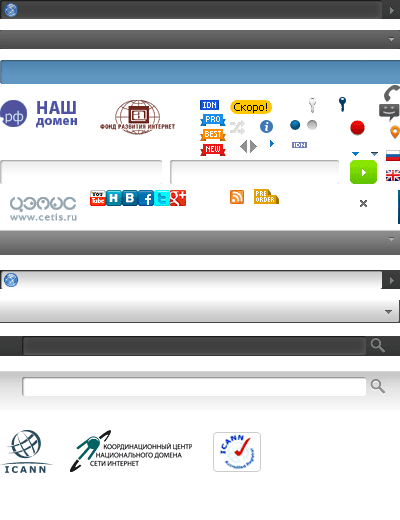 рф
НАШ
домен
ФОНД РАЗВИТИЯ ИНТЕРНЕТ
IDN
PRO
BEST
NEW
Скоро!
i
IDN
цэтис
www.cetis.ru
You
Tube
H
B
f
t
g+
PRE
ORDER
ICANN
КООРДИНАЦИОННЫЙ ЦЕНТР
НАЦИОНАЛЬНОГО ДОМЕНА
СЕТИ ИНТЕРНЕТ
ICANN
Accredited Registrar